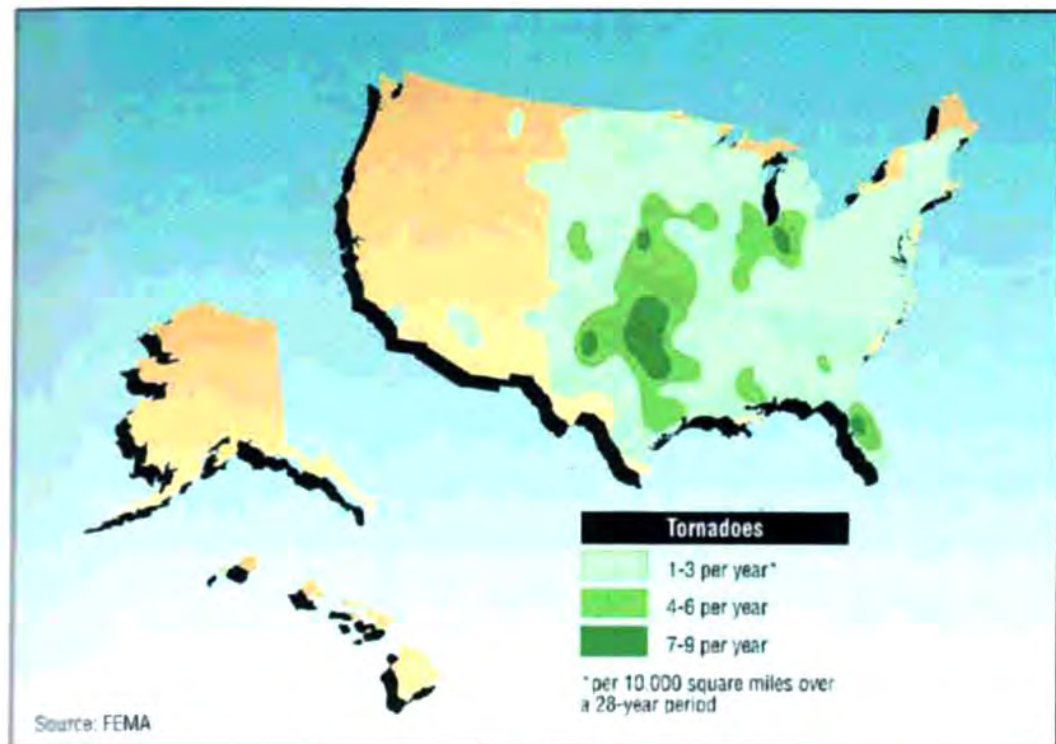 Tornadoes
1-3 per year*
4-6 per year
7-9 per year
*per 10,000 square miles over
a 28-year period
Source: FEMA